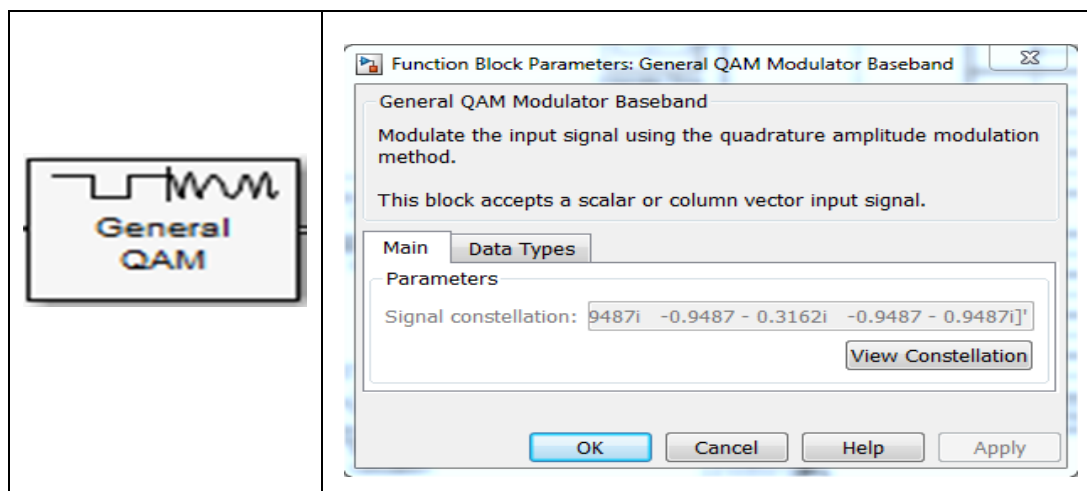 General
QAM
Function Block Parameters: General QAM Modulator Baseband
General QAM Modulator Baseband
Modulate the input signal using the quadrature amplitude modulation
method.
This block accepts a scalar or column vector input signal.
Main Data Types
Parameters
Signal constellation: 9487i -0.9487 - 0.3162i -0.9487 - 0.9487i]'
View Constellation
OK Cancel Help Apply